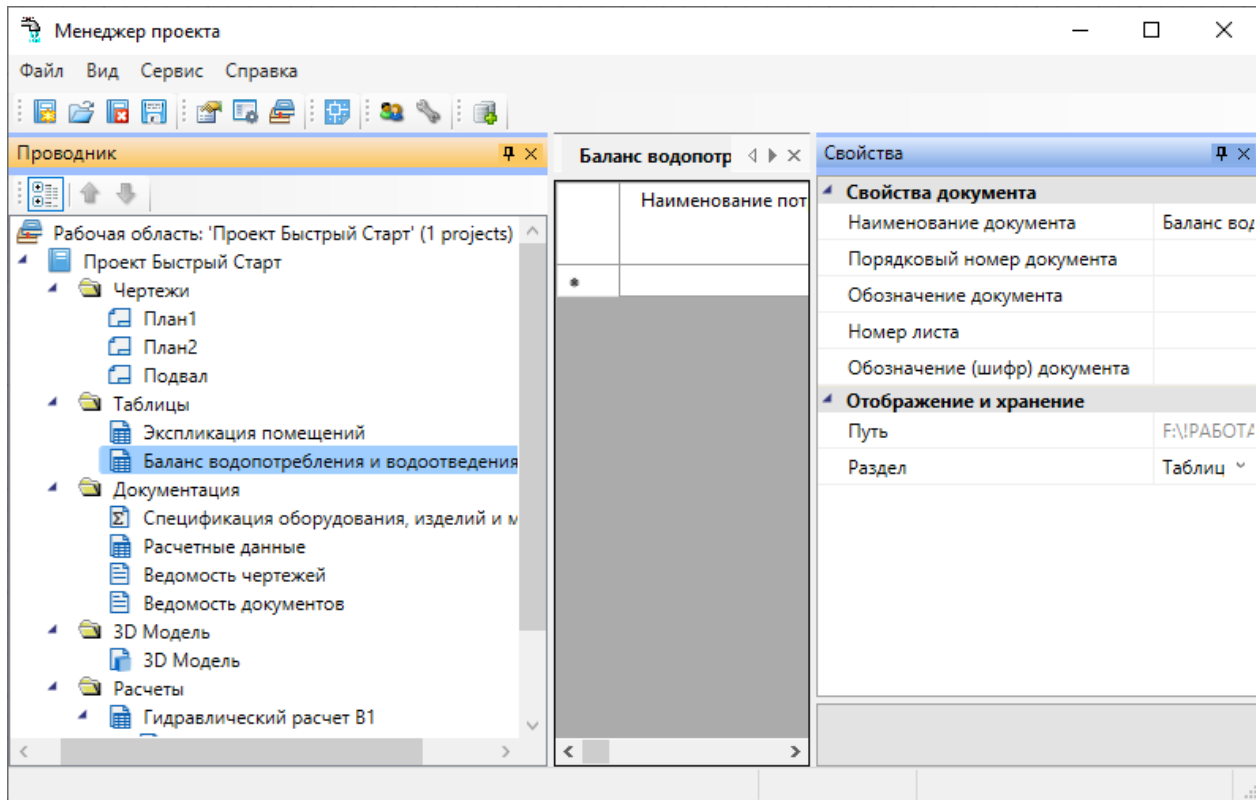 Менеджер проекта
Файл Вид Сервис Справка
Проводник
Рабочая область: 'Проект Быстрый Старт' (1 projects)
Проект Быстрый Старт
Чертежи
План1
План2
Подвал
Таблицы
Экспликация помещений
Баланс водопотребления и водоотведения
Документация
Спецификация оборудования, изделий и м
Расчетные данные
Ведомость чертежей
Ведомость документов
3D Модель
3D Модель
Расчеты
Гидравлический расчет В1
Баланс водопотр
Наименование пот
Свойства
Свойства документа
Наименование документа Баланс вод
Порядковый номер документа
Обозначение документа
Номер листа
Обозначение (шифр) документа
Отображение и хранение
Путь F:\!РАБОТА
Раздел Таблиц